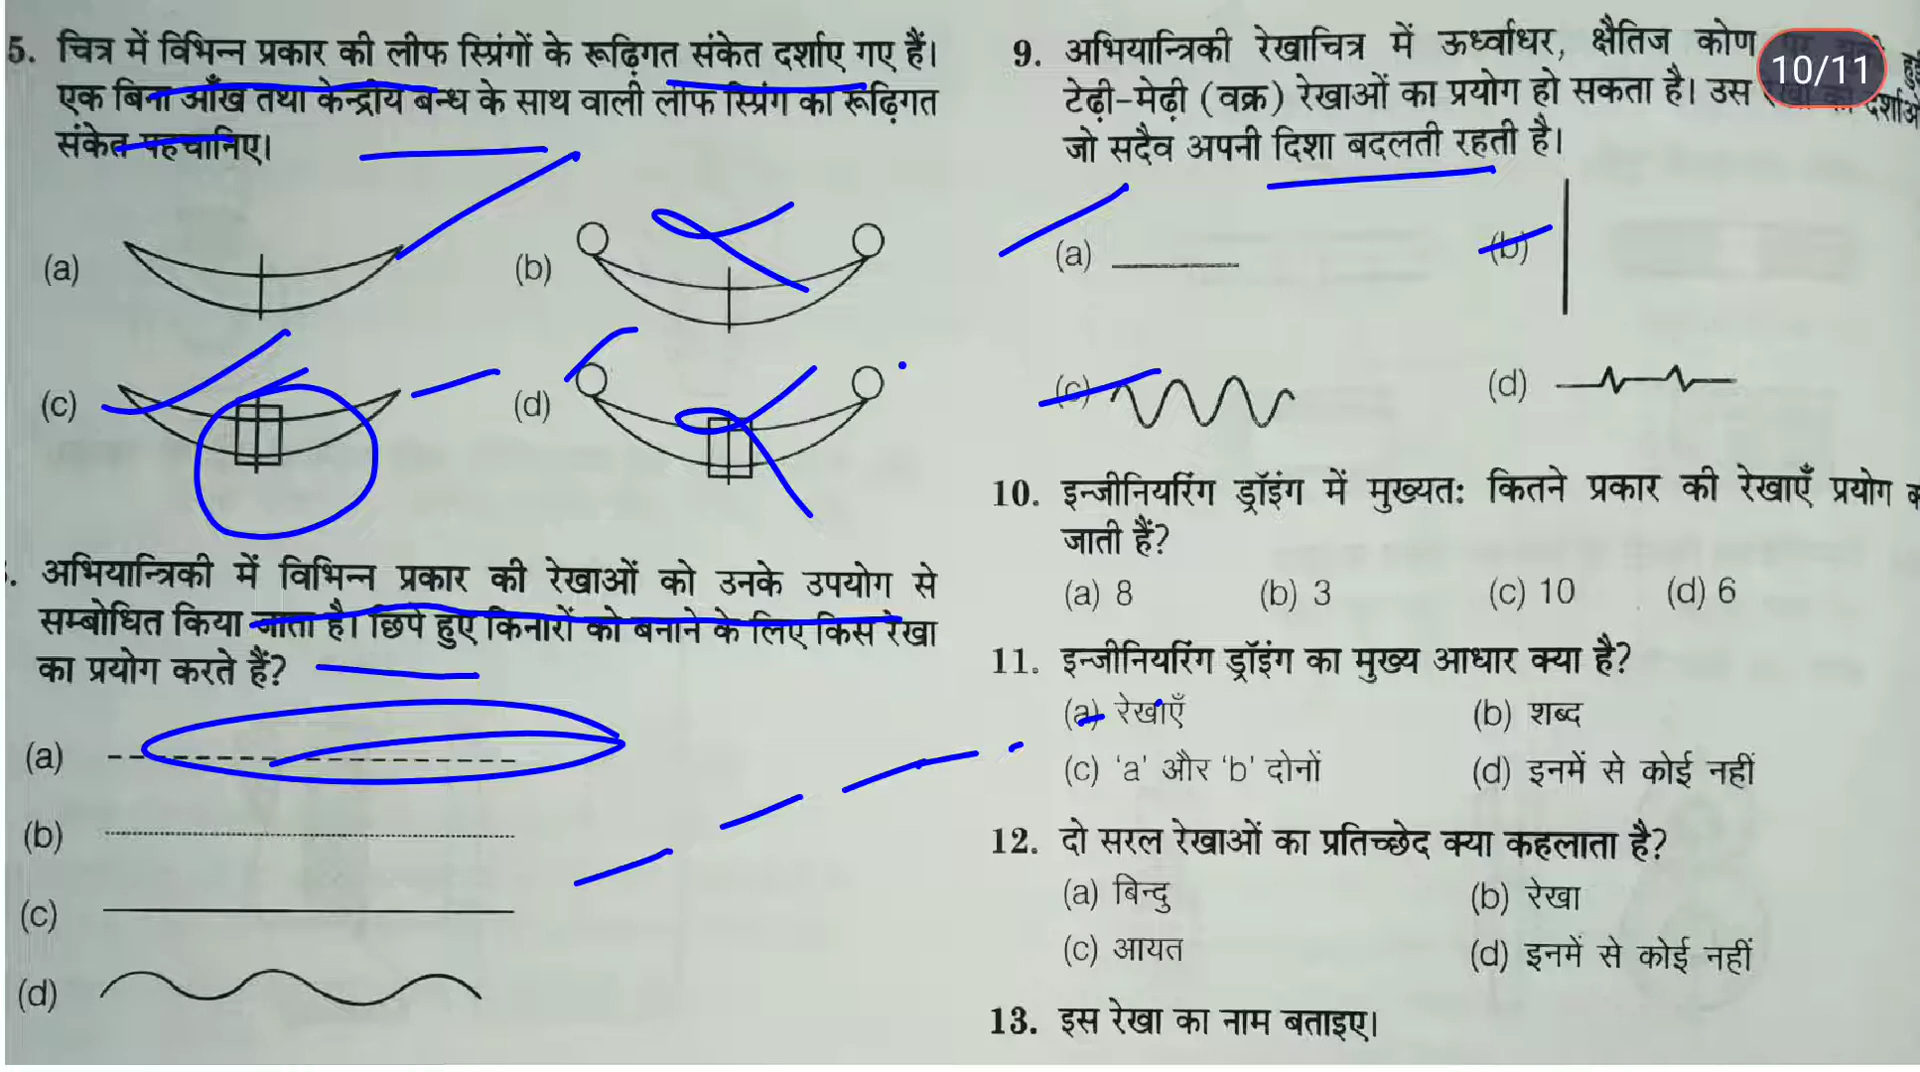 5. चित्र में विभिन्न प्रकार की लीफ स्प्रिंगों के रूढ़िगत संकेत दर्शाए गए हैं।
एक बिना आँख तथा केन्द्रीय बन्ध के साथ वाली लीफ स्प्रिंग का रूढ़िगत
संकेत पहचानिए।
(a)
(b)
(c)
(d)
. अभियान्त्रिकी में विभिन्न प्रकार की रेखाओं को उनके उपयोग से
सम्बोधित किया जाता है। छिपे हुए किनारों को बनाने के लिए किस रेखा
का प्रयोग करते हैं?
(a)
(b)
(c)
(d)
9. अभियान्त्रिकी रेखाचित्र में ऊर्ध्वाधर, क्षैतिज कोण
टेढ़ी-मेढ़ी (वक्र) रेखाओं का प्रयोग हो सकता है। उस
जो सदैव अपनी दिशा बदलती रहती है।
(a)
(b)
(c)
(d)
10. इन्जीनियरिंग ड्रॉइंग में मुख्यतः कितने प्रकार की रेखाएँ प्रयोग
जाती हैं?
(a) 8 (b) 3 (c) 10 (d) 6
11. इन्जीनियरिंग ड्रॉइंग का मुख्य आधार क्या है?
(a) रेखाएँ (b) शब्द
(c) 'a' और 'b' दोनों (d) इनमें से कोई नहीं
12. दो सरल रेखाओं का प्रतिच्छेद क्या कहलाता है?
(a) बिन्दु (b) रेखा
(c) आयत (d) इनमें से कोई नहीं
13. इस रेखा का नाम बताइए।
10/11